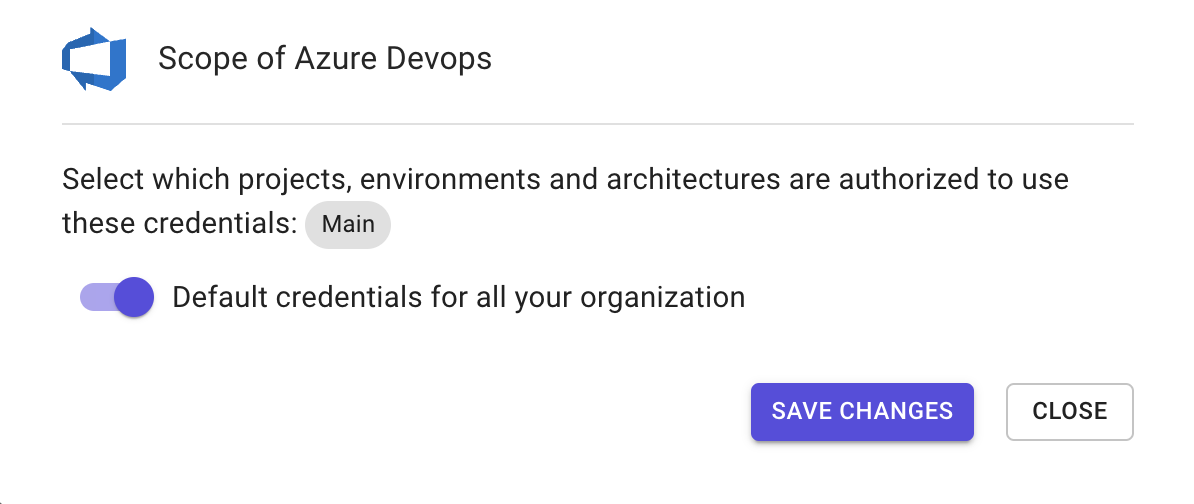 Scope of Azure Devops
Select which projects, environments and architectures are authorized to use
these credentials: Main
Default credentials for all your organization
SAVE CHANGES CLOSE